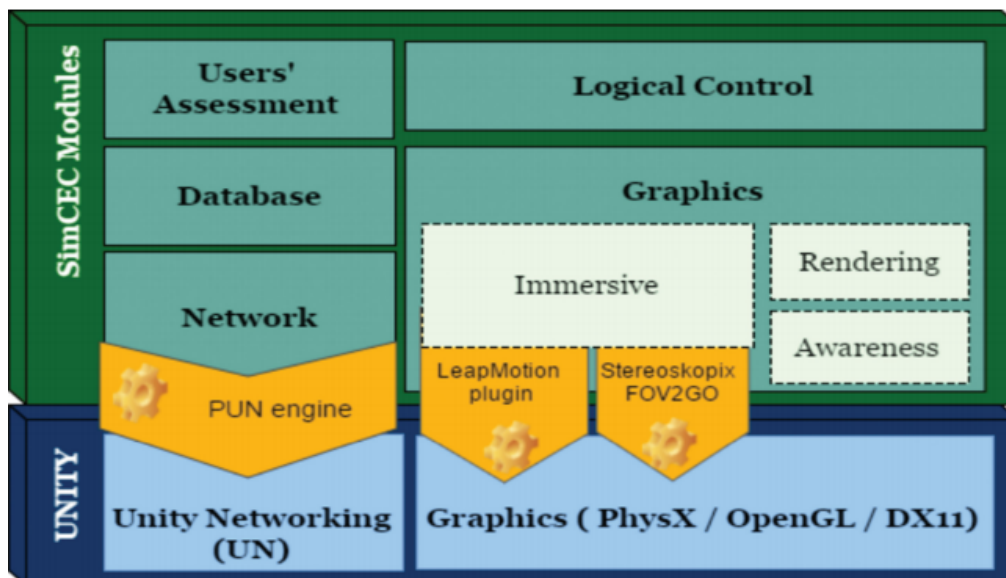 SimCEC Modules
Users'
Assessment
Logical Control
Database
Graphics
Network
Immersive
Rendering
Awareness
PUN engine
LeapMotion
plugin
Stereoskopix
FOV2GO
UNITY
Unity Networking
(UN)
Graphics ( PhysX / OpenGL / DX11)